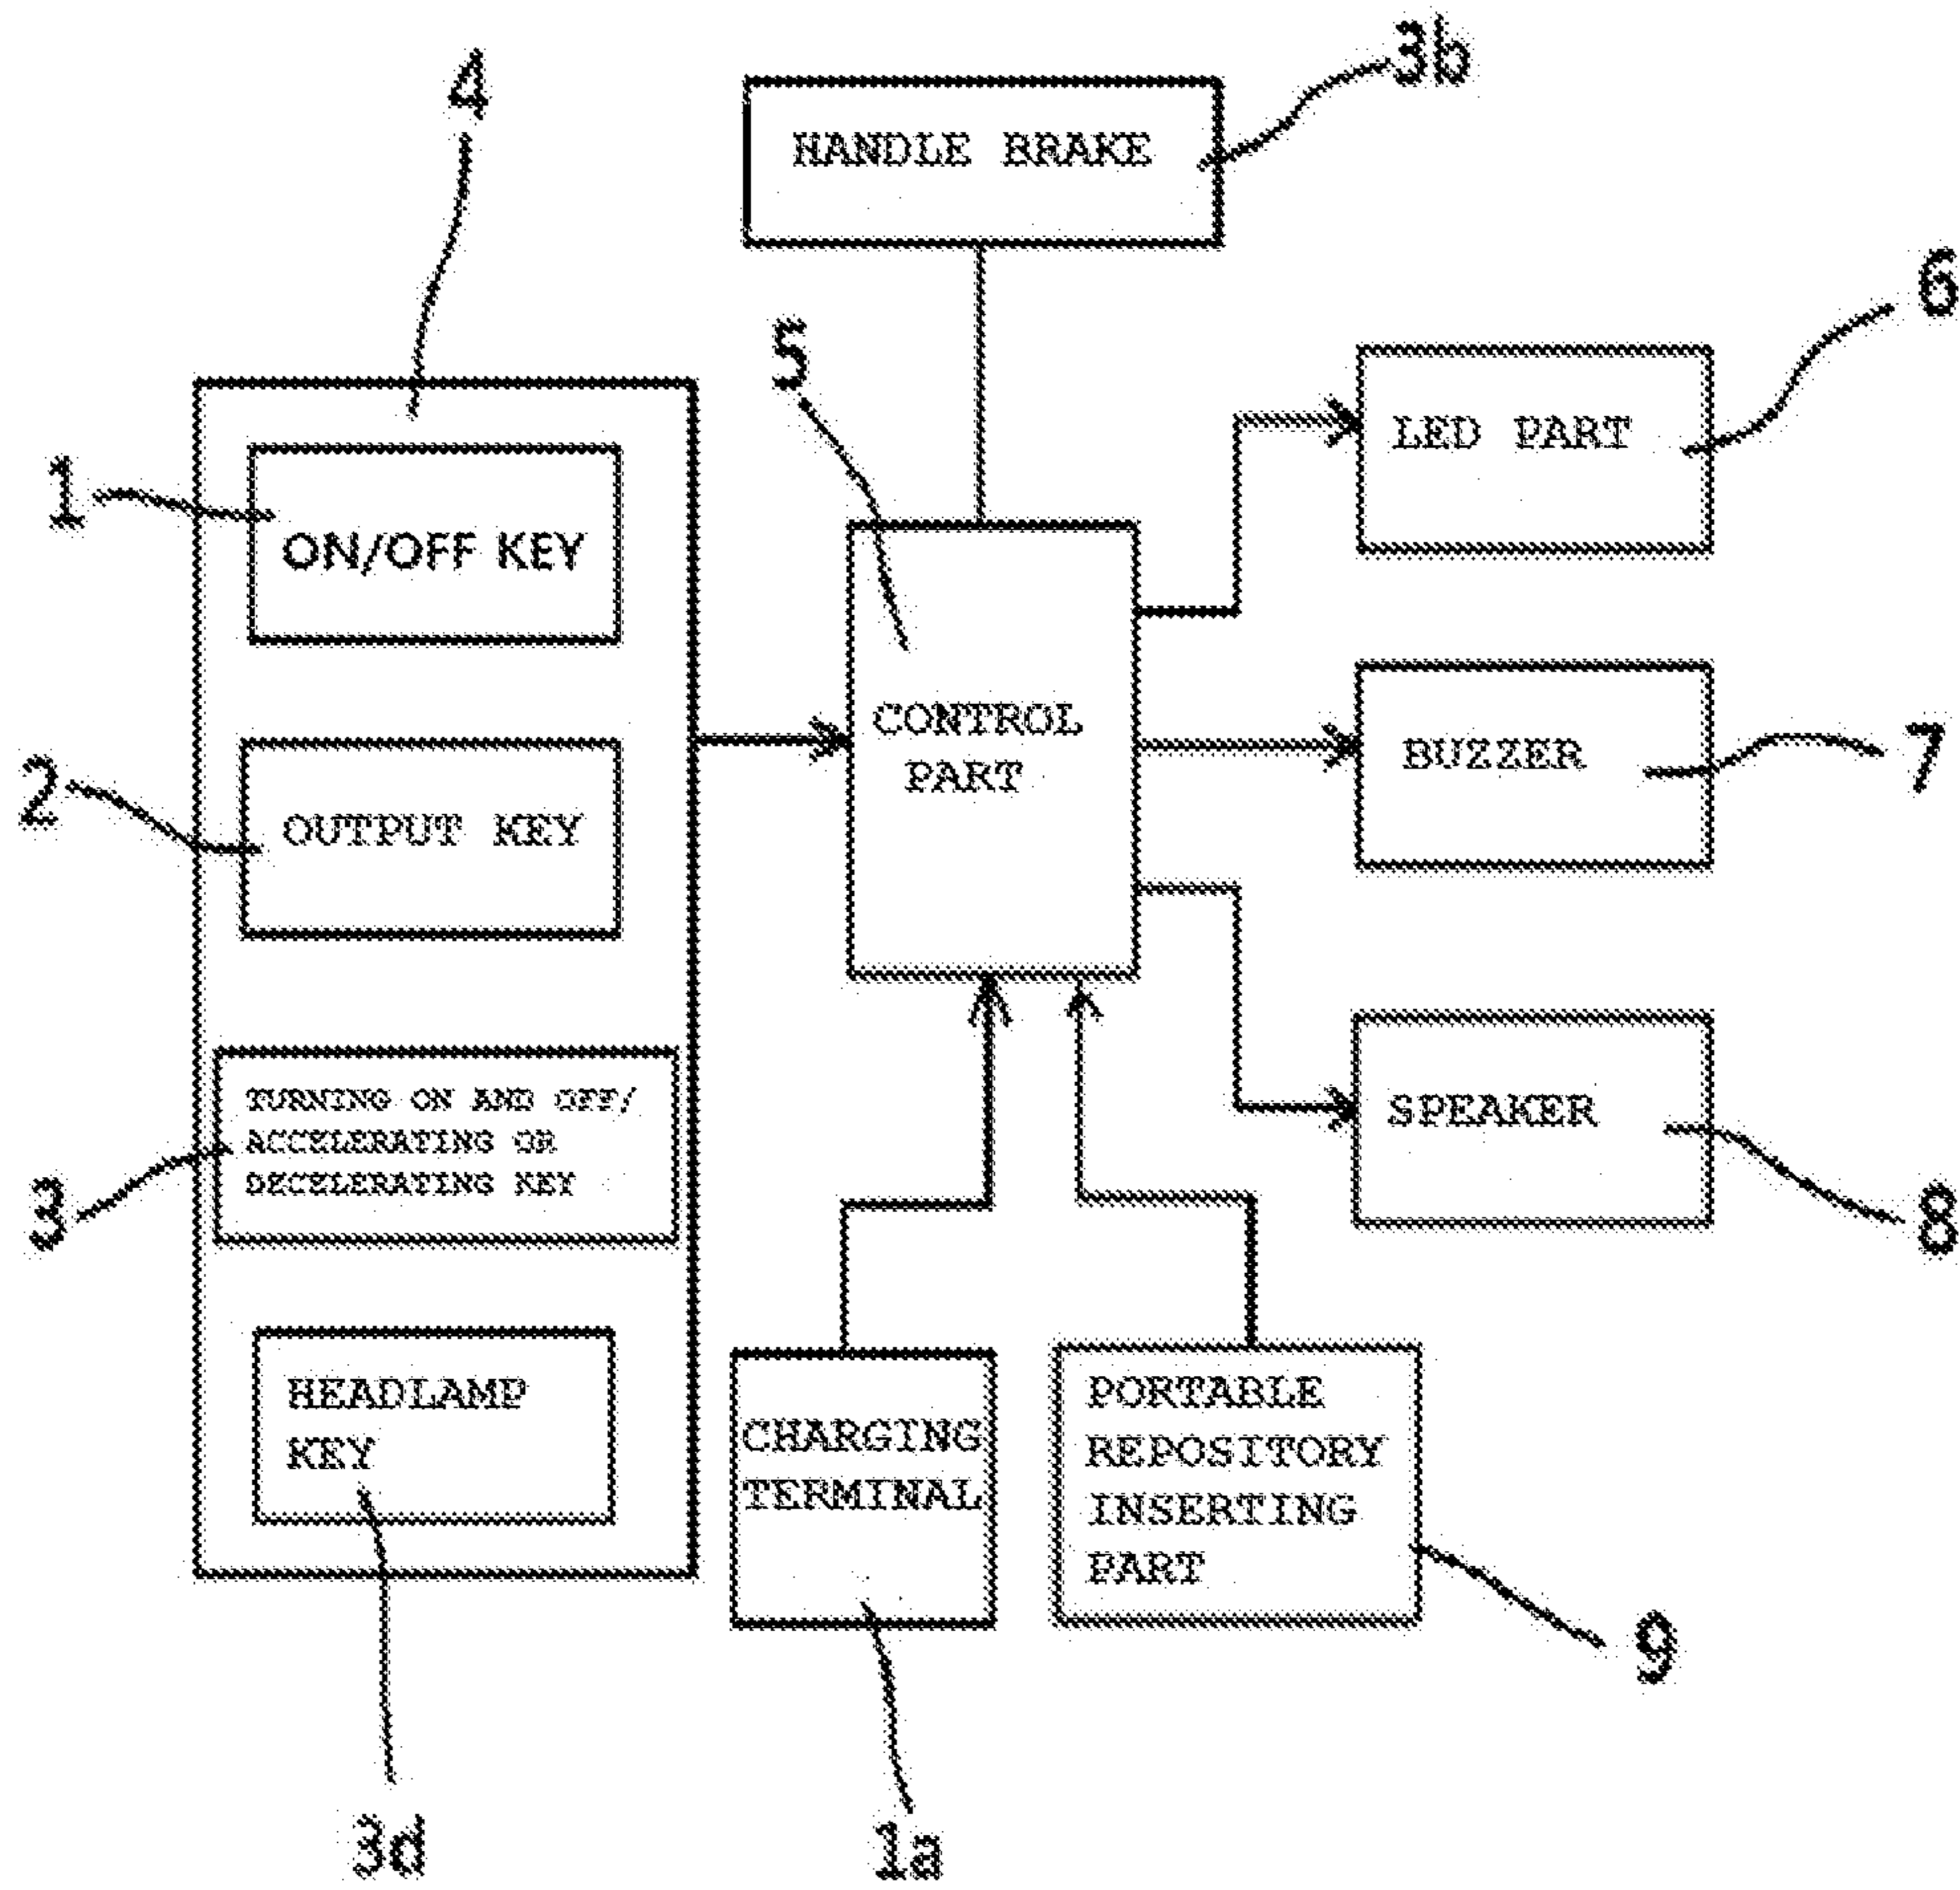 4
3b
HANDLE BRAKE
6
5
LED PART
1
ON/OFF KEY
CONTROL
PART
BUZZER
7
2
OUTPUT KEY
TURNING ON AND OFF/
ACCELERATING OR
DECELERATING KEY
3
SPEAKER
8
HEADLAMP
KEY
CHARGING
TERMINAL
PORTABLE
REPOSITORY
INSERTING
PART
9
3d
1a